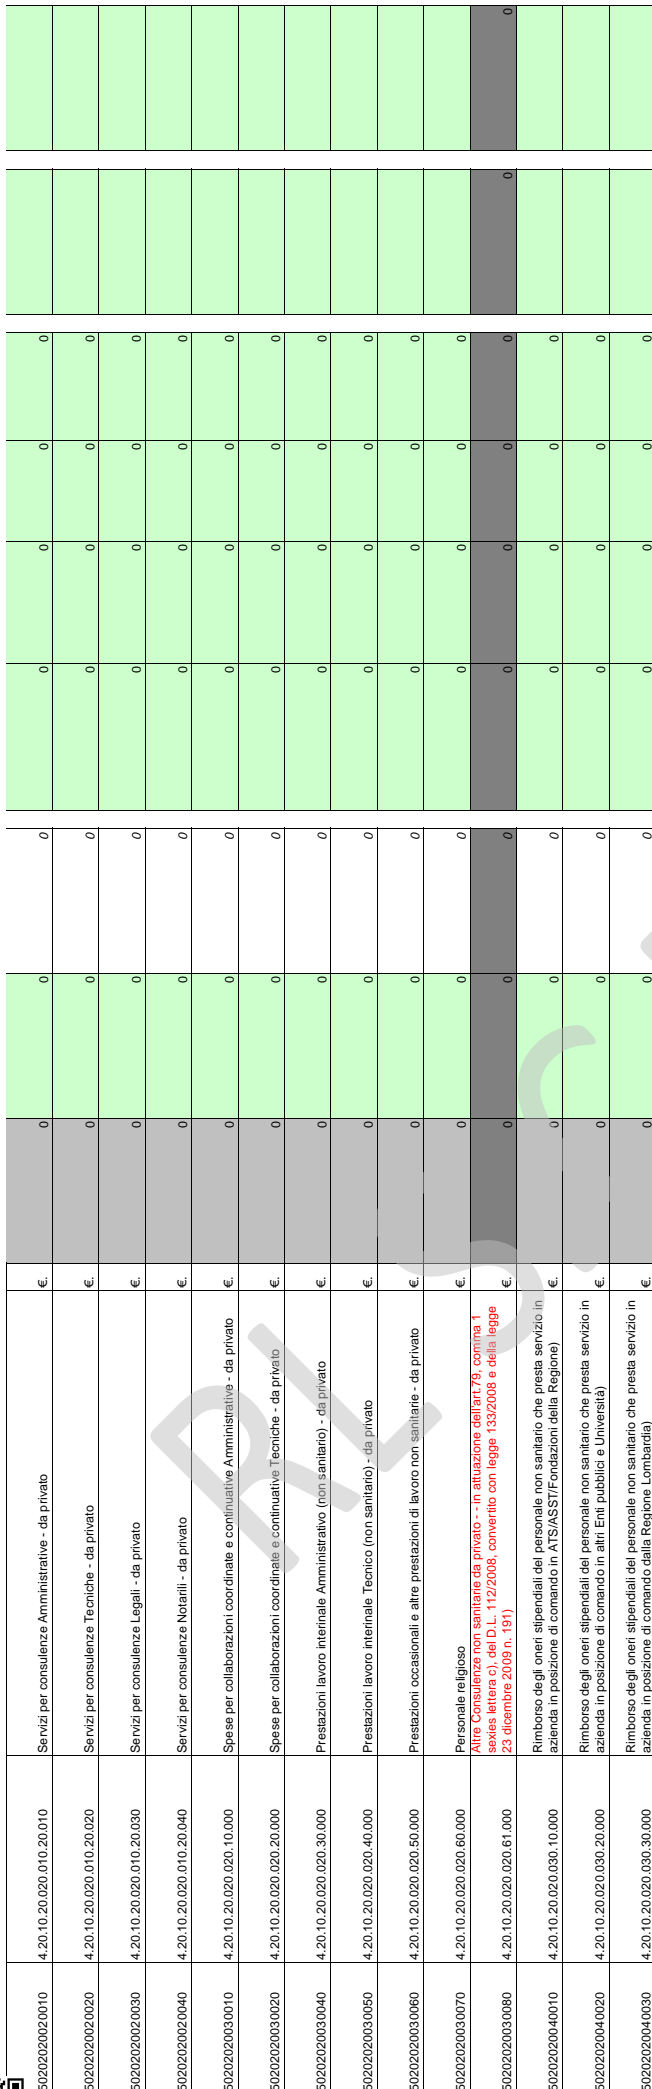 50202020020010 4.20.10.20.020.010.20.010 Servizi per consulenze Amministrative - da privato €. 0 0 0 0 0 0 0
50202020020020 4.20.10.20.020.010.20.020 Servizi per consulenze Tecniche - da privato €. 0 0 0 0 0 0 0
50202020020030 4.20.10.20.020.010.20.030 Servizi per consulenze Legali - da privato €. 0 0 0 0 0 0 0
50202020020040 4.20.10.20.020.010.20.040 Servizi per consulenze Notarili - da privato €. 0 0 0 0 0 0 0
50202020030010 4.20.10.20.020.020.10.000 Spese per collaborazioni coordinate e continuative Amministrative - da privato €. 0 0 0 0 0 0 0
50202020030020 4.20.10.20.020.020.20.000 Spese per collaborazioni coordinate e continuative Tecniche - da privato €. 0 0 0 0 0 0 0
50202020030040 4.20.10.20.020.020.30.000 Prestazioni lavoro interinale Amministrativo (non sanitario) - da privato €. 0 0 0 0 0 0 0
50202020030050 4.20.10.20.020.020.40.000 Prestazioni lavoro interinale Tecnico (non sanitario) - da privato €. 0 0 0 0 0 0 0
50202020030060 4.20.10.20.020.020.50.000 Prestazioni occasionali e altre prestazioni di lavoro non sanitarie - da privato €. 0 0 0 0 0 0 0
50202020030070 4.20.10.20.020.020.60.000 Personale religioso €. 0 0 0 0 0 0 0
Altre Consulenze non sanitarie da privato - - in attuazione dell'art.79, comma 1
sexies lettera c), del D.L. 112/2008, convertito con legge 133/2008 e della legge
50202020030080 4.20.10.20.020.020.61.000 23 dicembre 2009 n. 191) €. 0 0 0 0 0 0 0 0 0
Rimborso degli oneri stipendiali del personale non sanitario che presta servizio in
50202020040010 4.20.10.20.020.030.10.000 azienda in posizione di comando in ATS/ASST/Fondazioni della Regione) €. 0 0 0 0 0 0 0
Rimborso degli oneri stipendiali del personale non sanitario che presta servizio in
50202020040020 4.20.10.20.020.030.20.000 azienda in posizione di comando in altri Enti pubblici e Università) €. 0 0 0 0 0 0 0
Rimborso degli oneri stipendiali del personale non sanitario che presta servizio in
50202020040030 4.20.10.20.020.030.30.000 azienda in posizione di comando dalla Regione Lombardia) €. 0 0 0 0 0 0 0
RL